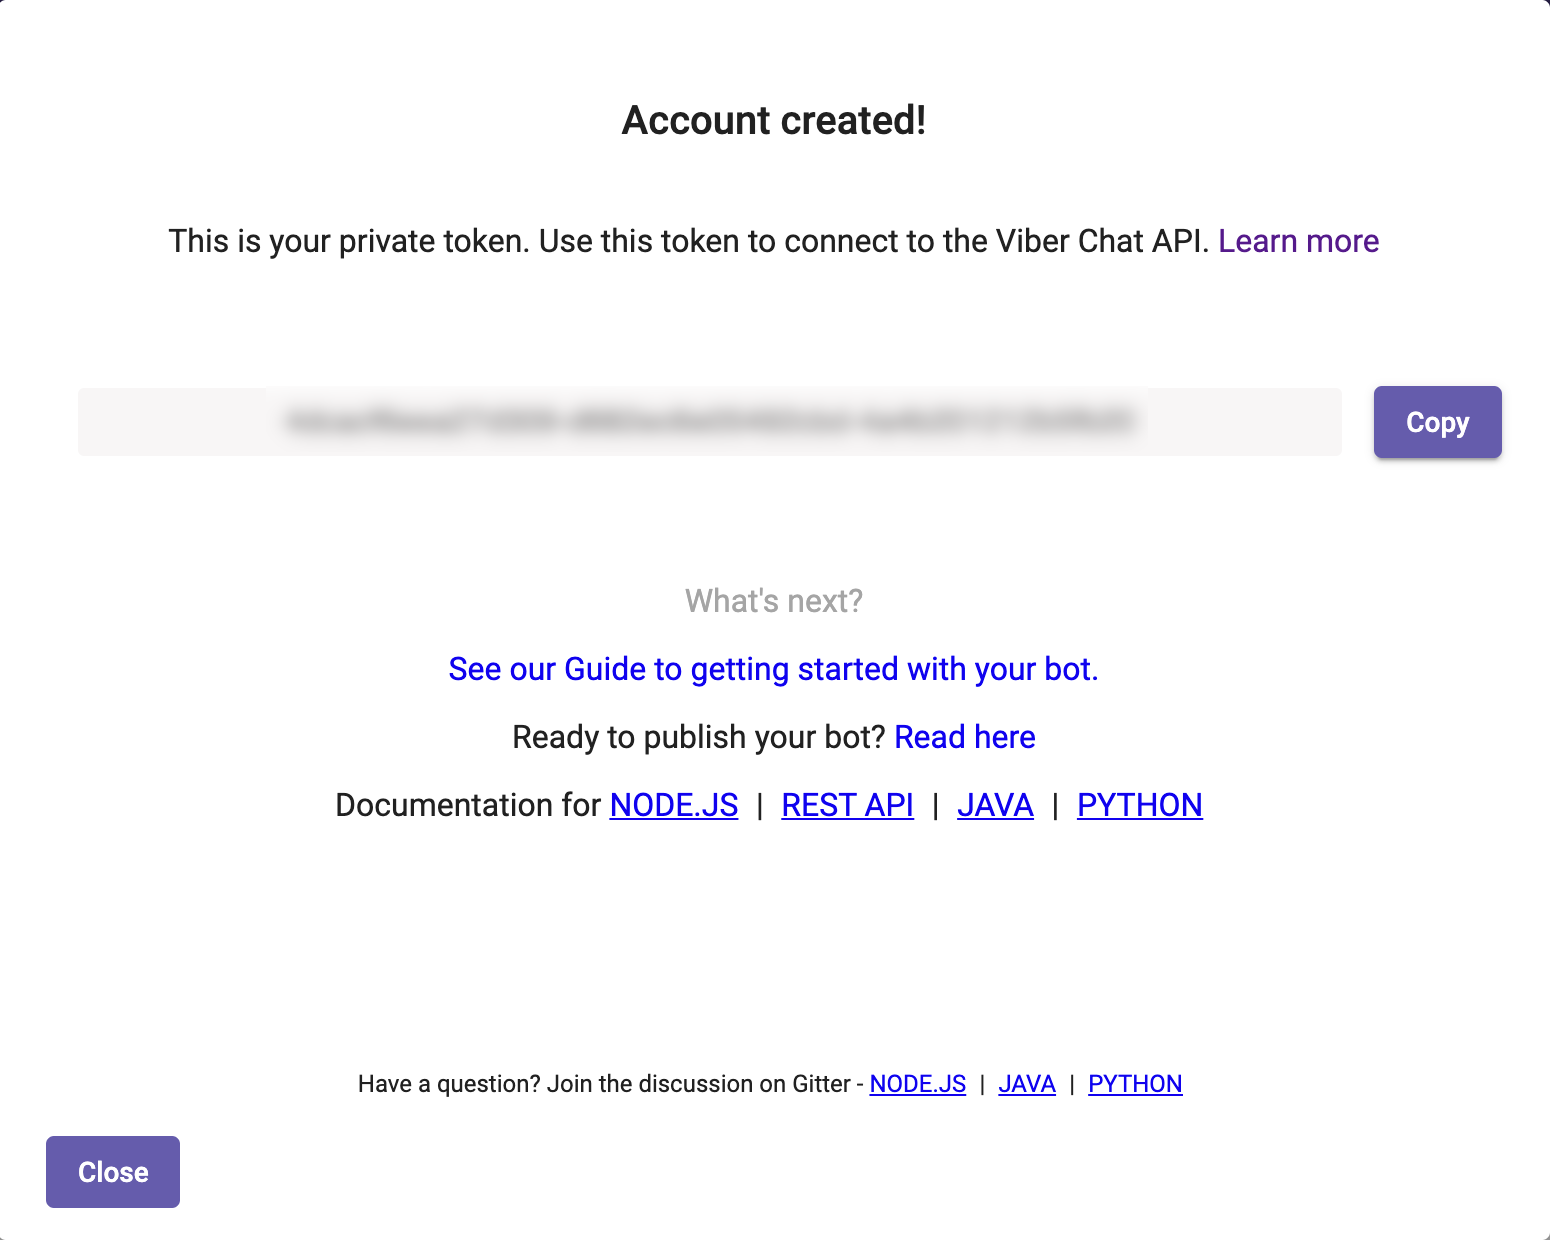 Account created!
This is your private token. Use this token to connect to the Viber Chat API. Learn more
Copy
What's next?
See our Guide to getting started with your bot.
Ready to publish your bot? Read here
Documentation for NODE.JS | REST API | JAVA | PYTHON
Have a question? Join the discussion on Gitter - NODE.JS | JAVA | PYTHON
Close